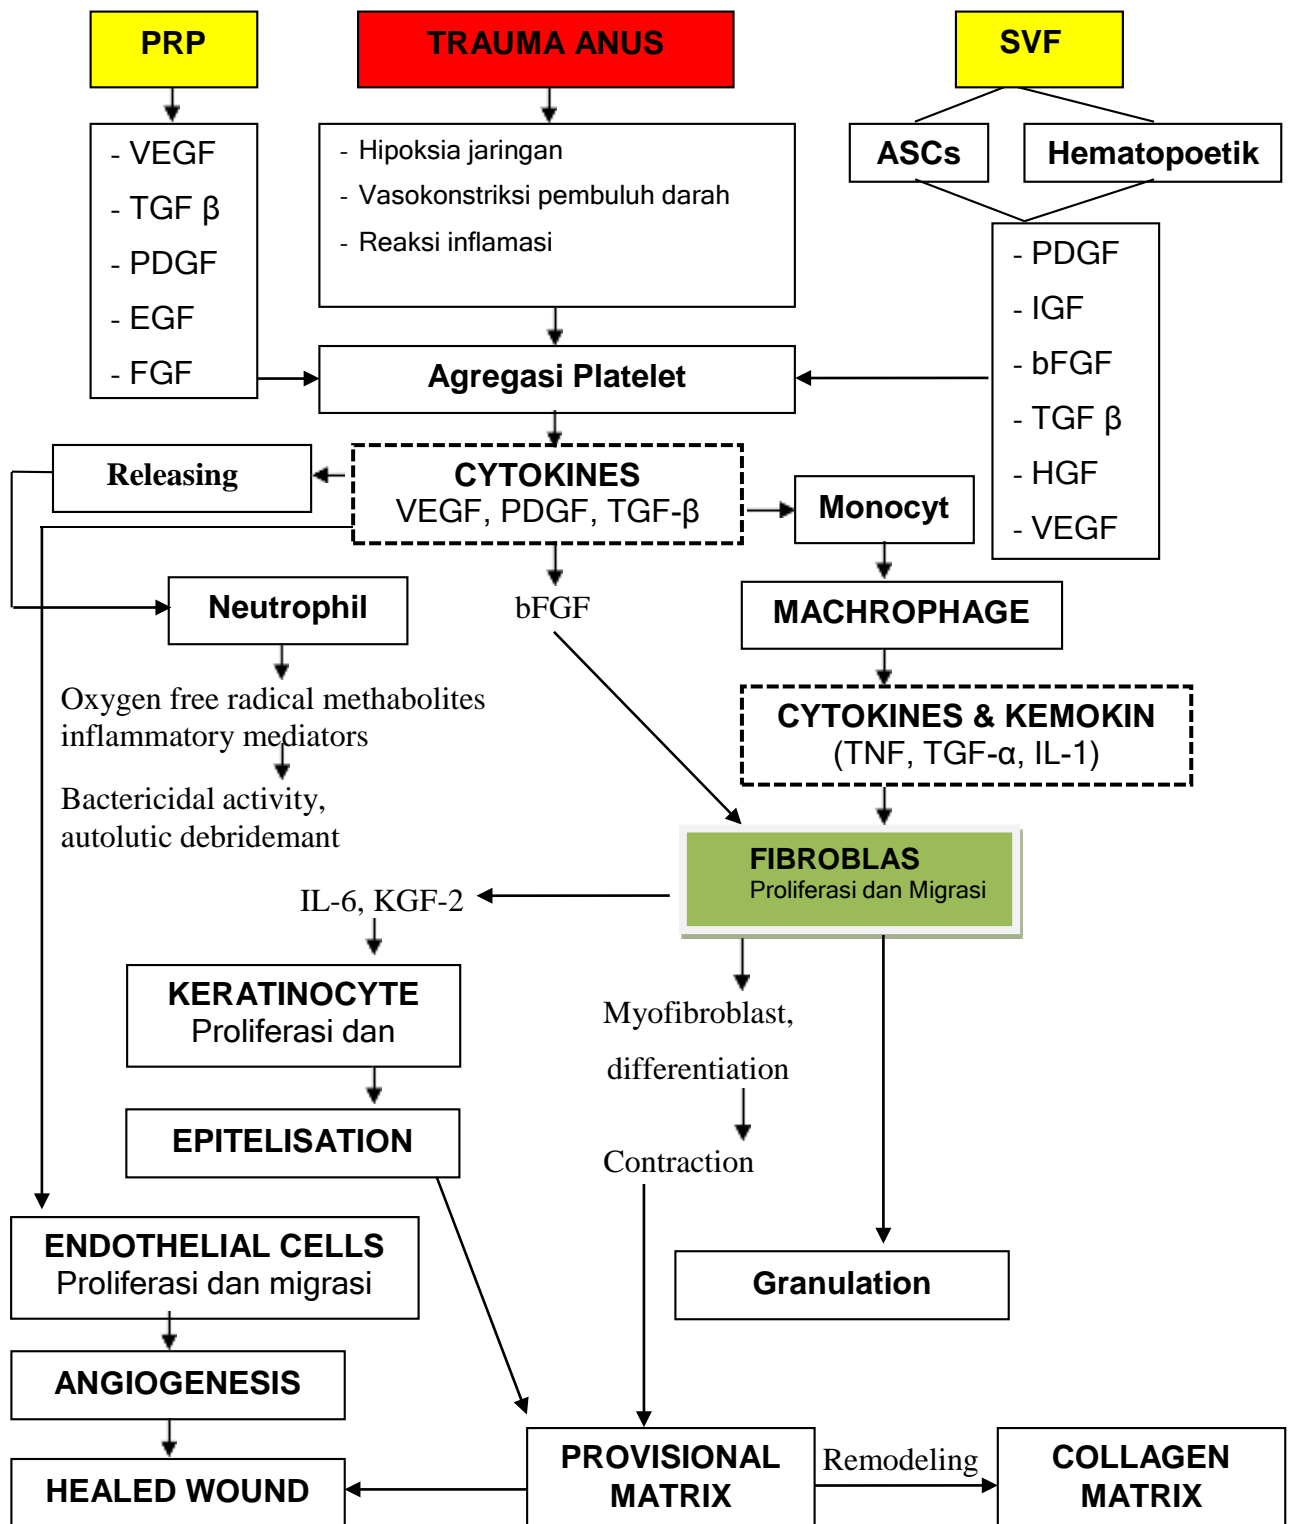 PRP
TRAUMA ANUS
SVF
- VEGF
- TGF β
- PDGF
- EGF
- FGF
- Hipoksia jaringan
- Vasokonstriksi pembuluh darah
- Reaksi inflamasi
ASCs
Hematopoetik
- PDGF
- IGF
- bFGF
- TGF β
- HGF
- VEGF
Agregasi Platelet
Releasing
CYTOKINES
VEGF, PDGF, TGF-β
Monocyt
Neutrophil
bFGF
MACHROPHAGE
Oxygen free radical methabolites
inflammatory mediators
CYTOKINES & KEMOKIN
(TNF, TGF-α, IL-1)
Bactericidal activity,
autolutic debridemant
FIBROBLAS
Proliferasi dan Migrasi
IL-6, KGF-2
KERATINOCYTE
Proliferasi dan
Myofibroblast,
differentiation
EPITELISATION
Contraction
ENDOTHELIAL CELLS
Proliferasi dan migrasi
Granulation
ANGIOGENESIS
PROVISIONAL
MATRIX
Remodeling
COLLAGEN
MATRIX
HEALED WOUND